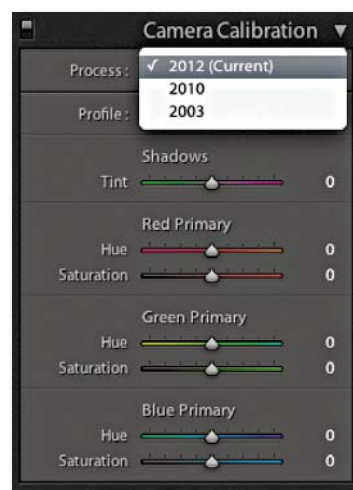 Camera Calibration
Process :
✓ 2012 (Current)
2010
2003
Profile :
Shadows
Tint 0
Red Primary
Hue 0
Saturation 0
Green Primary
Hue 0
Saturation 0
Blue Primary
Hue 0
Saturation 0